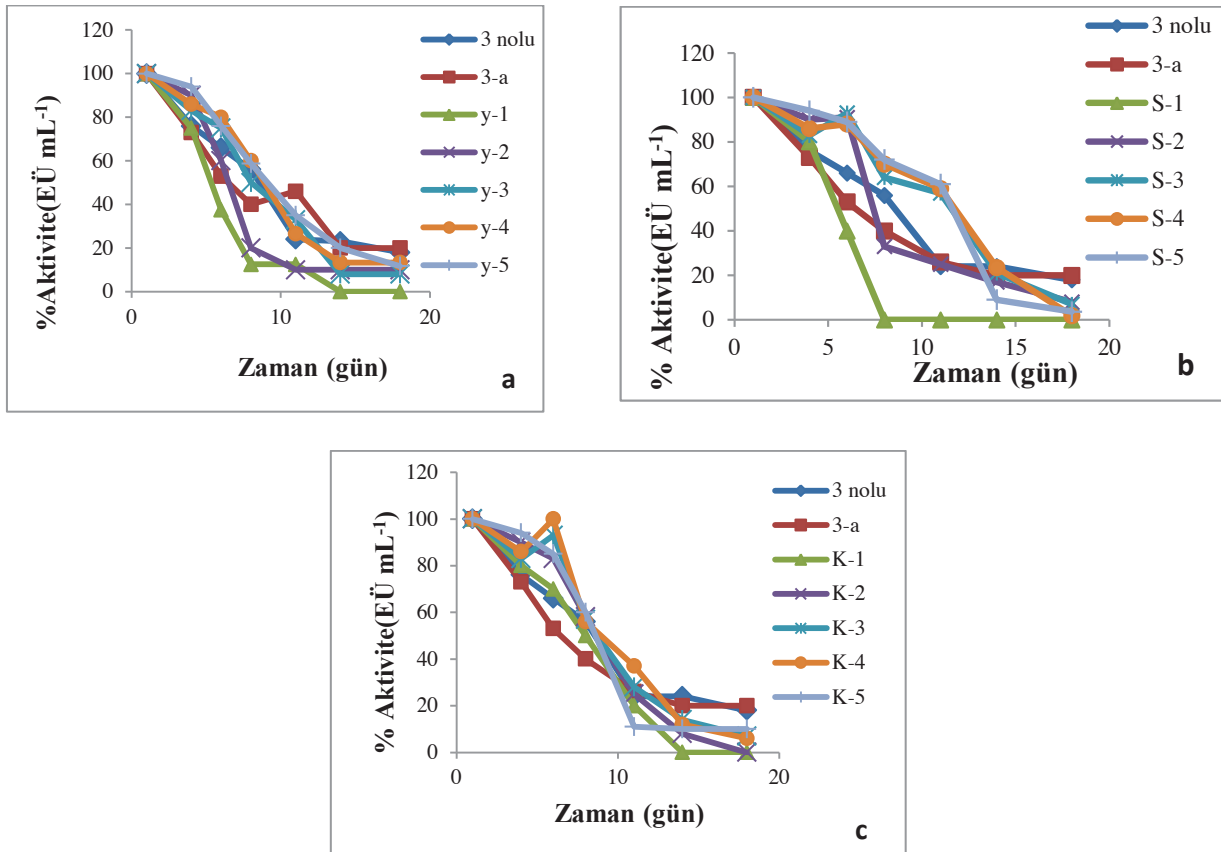 120
100
80
60
40
20
0
0
10
20
%Aktivite(EÜ mL-1)
Zaman (gün)
3 nolu
3-a
y-1
y-2
y-3
y-4
y-5
a
120
100
80
60
40
20
0
0
5
10
15
20
% Aktivite(EÜ mL-1)
Zaman (gün)
3 nolu
3-a
S-1
S-2
S-3
S-4
S-5
b
120
100
80
60
40
20
0
0
10
20
% Aktivite(EÜ mL-1)
Zaman (gün)
3 nolu
3-a
K-1
K-2
K-3
K-4
K-5
c